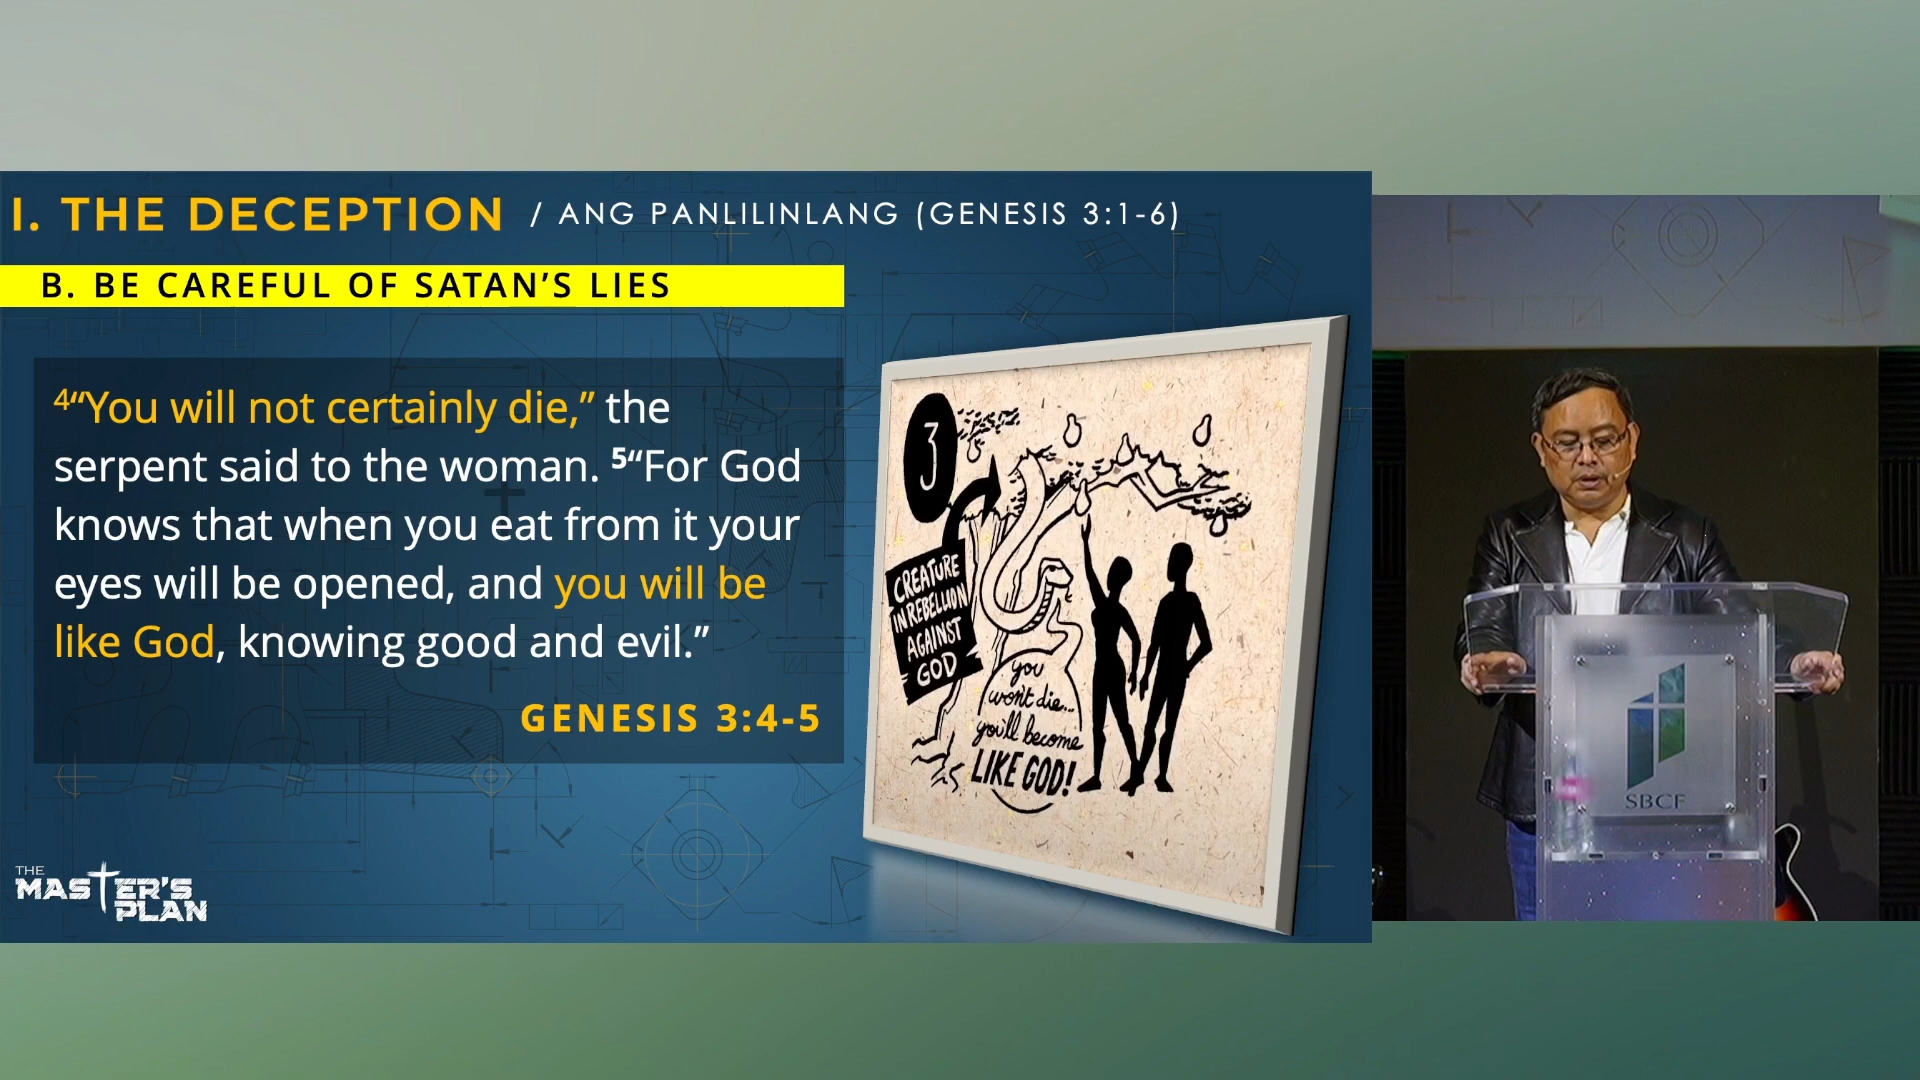 I. THE DECEPTION / ANG PANLILINLANG (GENESIS 3:1-6)
B. BE CAREFUL OF SATAN’S LIES
4“You will not certainly die,” the
serpent said to the woman. 5“For God
knows that when you eat from it your
eyes will be opened, and you will be
like God, knowing good and evil.”
GENESIS 3:4-5
THE
MASTER'S
PLAN
3
CREATURE
IN REBELLION
AGAINST
GOD
you
won't die...
you'll become
LIKE GOD!
SBCF